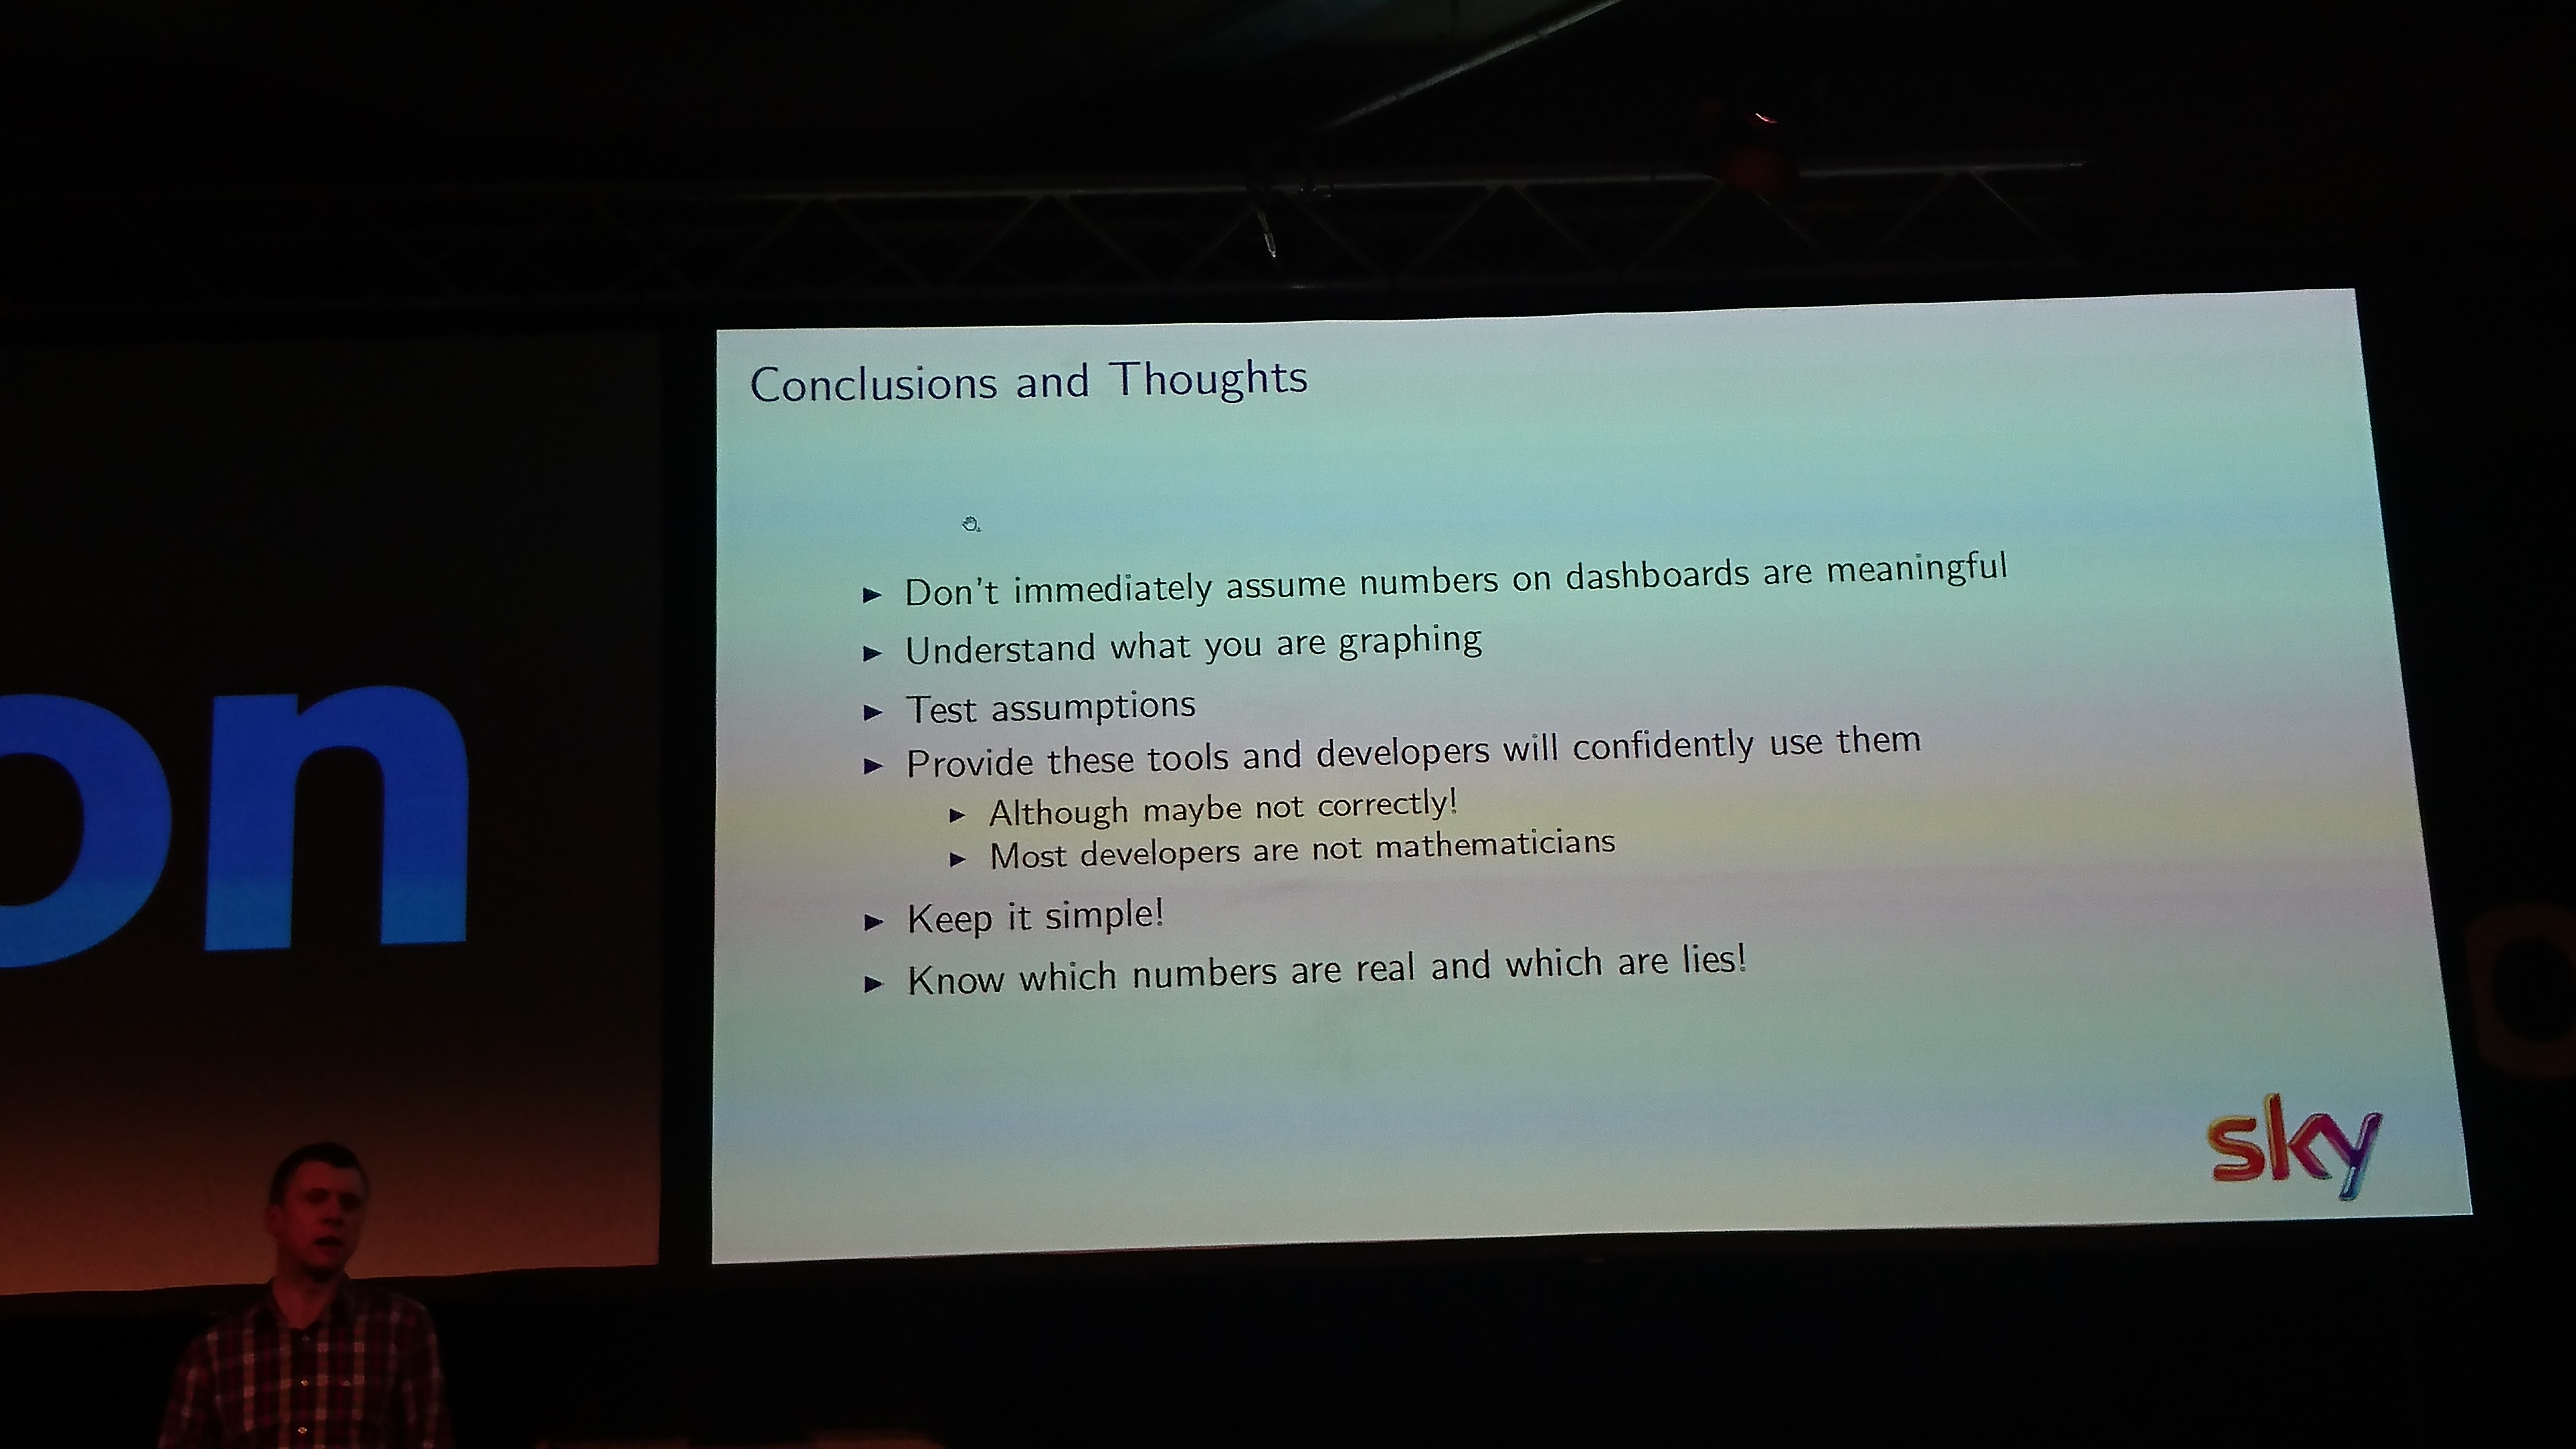 on
Conclusions and Thoughts
Don't immediately assume numbers on dashboards are meaningful
Understand what you are graphing
Test assumptions
Provide these tools and developers will confidently use them
Although maybe not correctly!
Most developers are not mathematicians
Keep it simple!
Know which numbers are real and which are lies!
sky